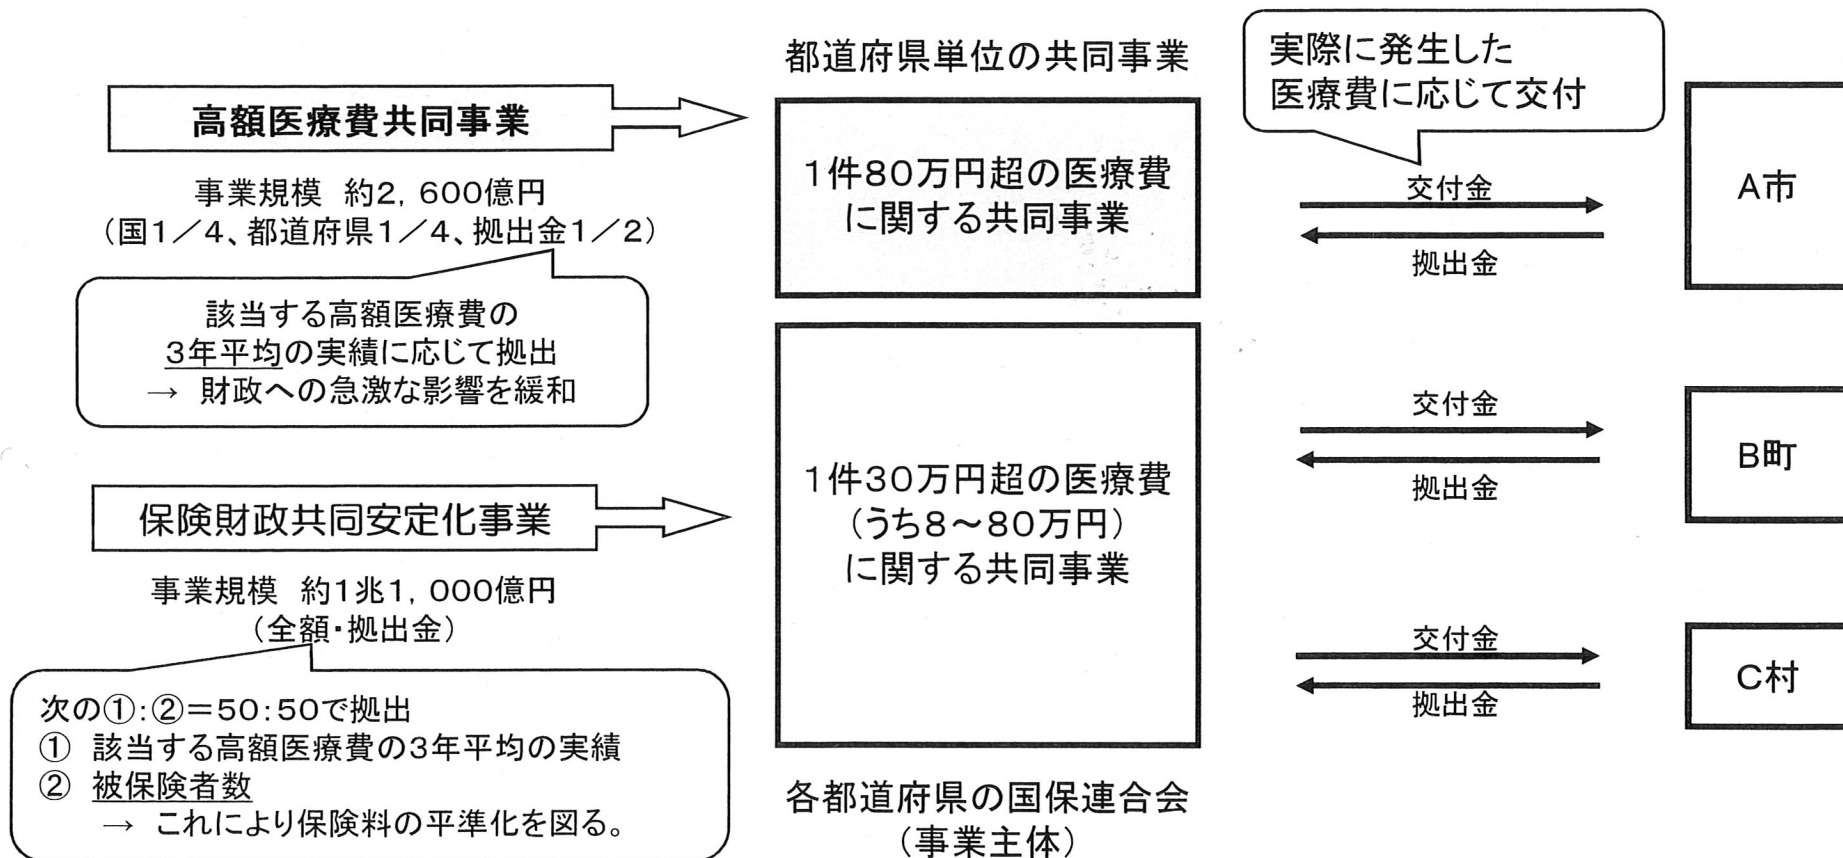 都道府県単位の共同事業
高額医療費共同事業
事業規模 約2,600億円
(国1/4、都道府県1/4、拠出金1/2)
該当する高額医療費の
3年平均の実績に応じて拠出
→ 財政への急激な影響を緩和
保険財政共同安定化事業
事業規模 約1兆1,000億円
(全額・拠出金)
次の①:②=50:50で拠出
① 該当する高額医療費の3年平均の実績
② 被保険者数
→ これにより保険料の平準化を図る。
1件80万円超の医療費
に関する共同事業
1件30万円超の医療費
(うち8~80万円)
に関する共同事業
各都道府県の国保連合会
(事業主体)
実際に発生した
医療費に応じて交付
交付金
拠出金
A市
交付金
拠出金
B町
交付金
拠出金
C村